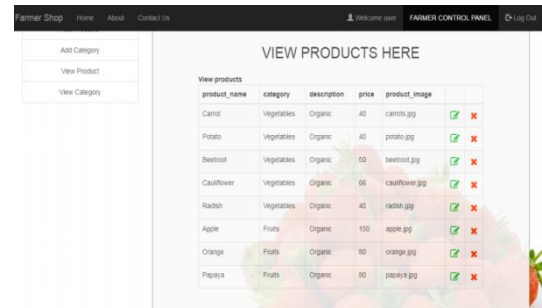 Farmer Shop Home About Contact Us Welcome user FARMER CONTROL PANEL Log Out
Add Category
View Product
View Category
VIEW PRODUCTS HERE
View products
product_name category description price product_image
Carrot Vegetables Organic 40 carrots.jpg
Potato Vegetables Organic 40 potato.jpg
Beetroot Vegetables Organic 50 beetroot.jpg
Cauliflower Vegetables Organic 66 cauliflower.jpg
Radish Vegetables Organic 40 radish.jpg
Apple Fruits Organic 150 apple.jpg
Orange Fruits Organic 60 orange.jpg
Papaya Fruits Organic 60 papaya.jpg